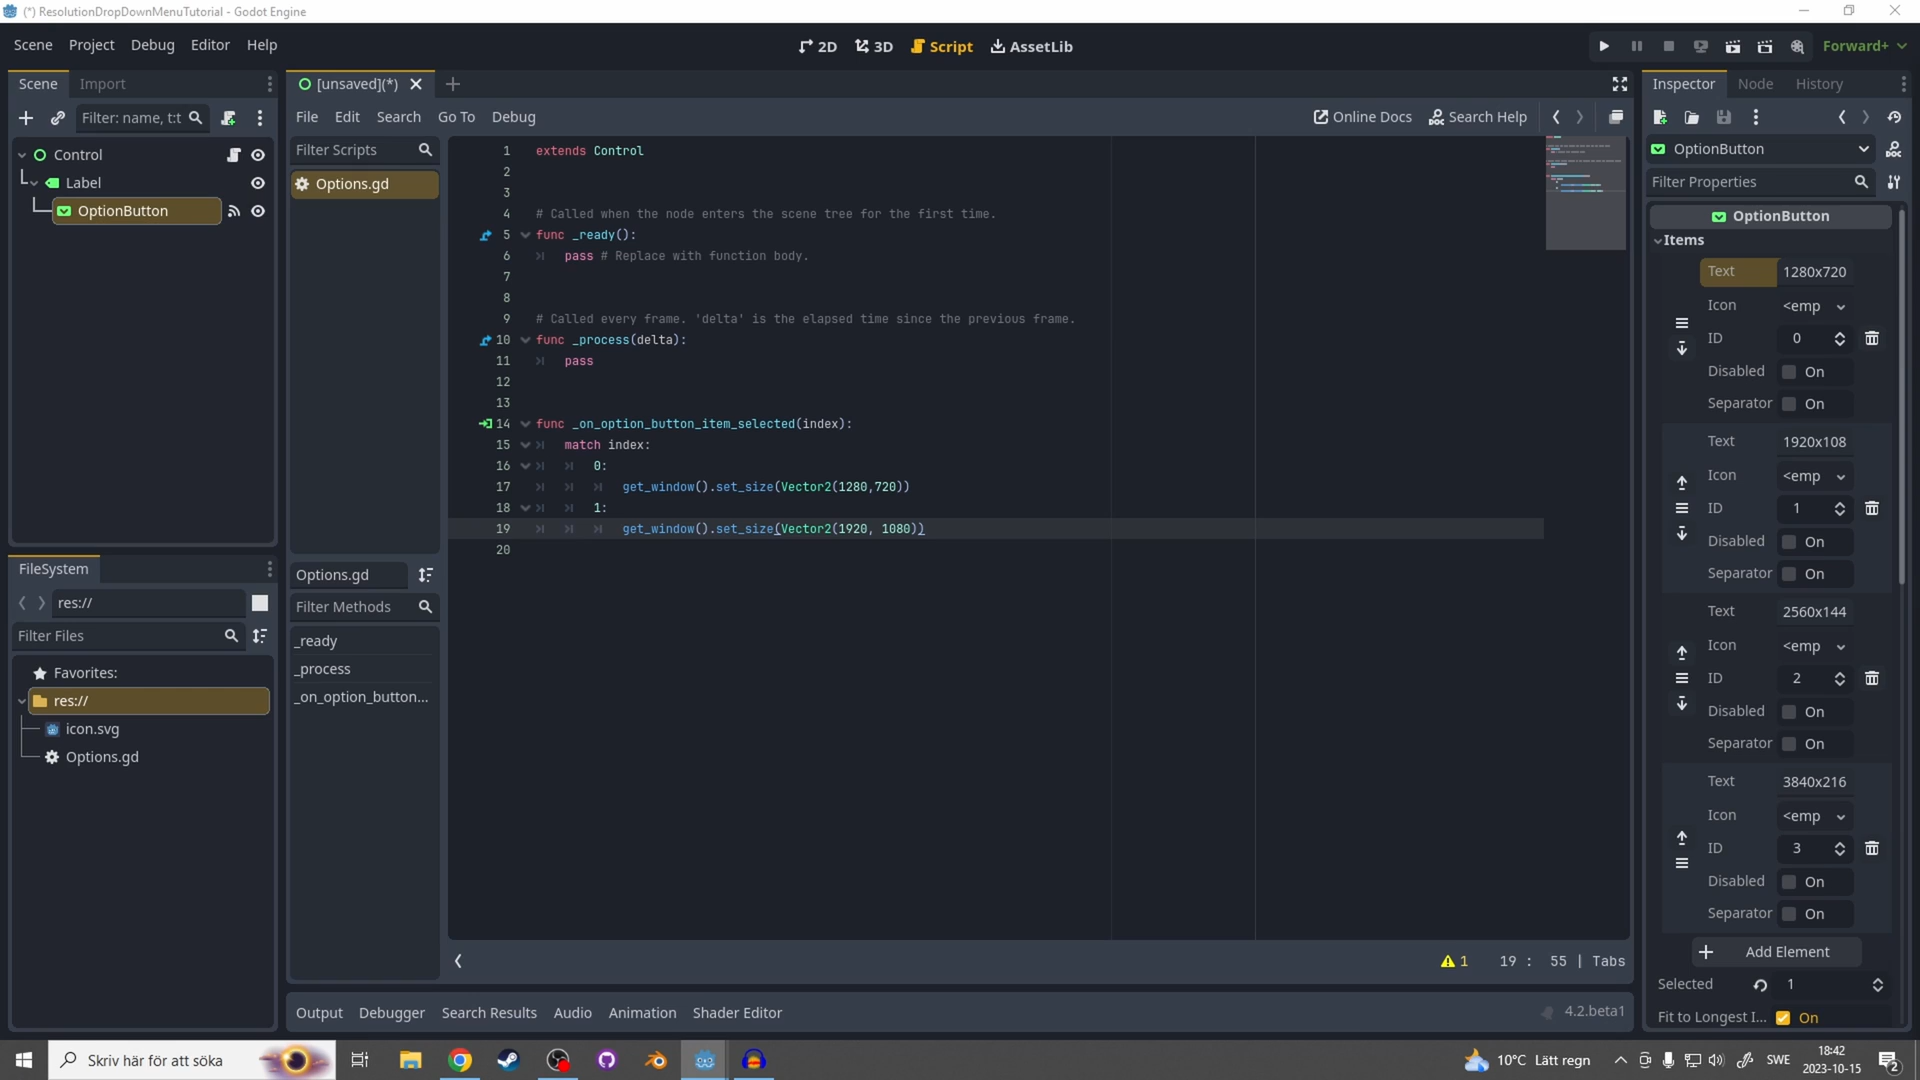 (*) ResolutionDropDownMenuTutorial - Godot Engine
Scene Project Debug Editor Help
2D 3D Script AssetLib
Forward+
Scene Import
[unsaved](*)
Inspector Node History
Filter: name, t:t
File Edit Search Go To Debug
Online Docs Search Help
Filter Scripts
Options.gd
Control
Label
OptionButton
1 extends Control
2
3
4 # Called when the node enters the scene tree for the first time.
5 func _ready():
6 pass # Replace with function body.
7
8
9 # Called every frame. 'delta' is the elapsed time since the previous frame.
10 func _process(delta):
11 pass
12
13
14 func _on_option_button_item_selected(index):
15 match index:
16 0:
17 get_window().set_size(Vector2(1280,720))
18 1:
19 get_window().set_size(Vector2(1920, 1080))
20
OptionButton
Filter Properties
OptionButton
Items
Text 1280x720
Icon <emp
ID 0
Disabled On
Separator On
Text 1920x108
Icon <emp
ID 1
Disabled On
Separator On
Text 2560x144
Icon <emp
ID 2
Disabled On
Separator On
Text 3840x216
Icon <emp
ID 3
Disabled On
Separator On
Add Element
Selected 1
Fit to Longest I... On
FileSystem
res://
Filter Files
Favorites:
res://
icon.svg
Options.gd
Options.gd
Filter Methods
_ready
_process
_on_option_button...
1 19 : 55 | Tabs
Output Debugger Search Results Audio Animation Shader Editor
4.2.beta1
Skriv här för att söka
10°C Lätt regn
SWE
18:42
2023-10-15
2